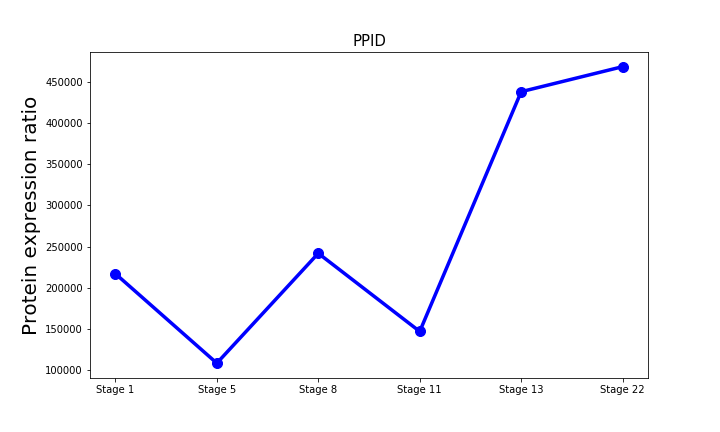 PPID
Protein expression ratio
450000
400000
350000
300000
250000
200000
150000
100000
Stage 1 Stage 5 Stage 8 Stage 11 Stage 13 Stage 22